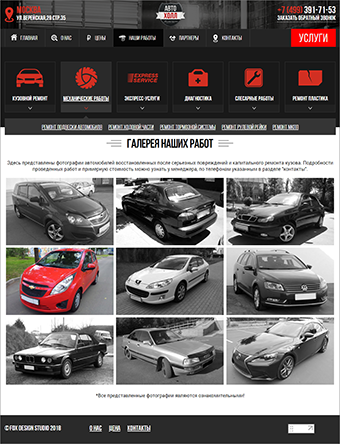 МОСКВА
УЛ.ВЕРЕЙСКАЯ,29 СТР.35
АВТО
ХОЛЛ
+7 (499) 391-71-53
ЗАКАЗАТЬ ОБРАТНЫЙ ЗВОНОК
ГЛАВНАЯ
О НАС
ЦЕНЫ
НАШИ РАБОТЫ
ПАРТНЕРЫ
КОНТАКТЫ
УСЛУГИ
EXPRESS
SERVICE
КУЗОВНОЙ РЕМОНТ
МЕХАНИЧЕСКИЕ РАБОТЫ
ЭКСПРЕСС-УСЛУГИ
ДИАГНОСТИКА
СЛЕСАРНЫЕ РАБОТЫ
РЕМОНТ ПЛАСТИКА
РЕМОНТ ПОДВЕСКИ АВТОМОБИЛЯ РЕМОНТ ХОДОВОЙ ЧАСТИ РЕМОНТ ТОРМОЗНОЙ СИСТЕМЫ РЕМОНТ РУЛЕВОЙ РЕЙКИ РЕМОНТ МКПП
ГАЛЕРЕЯ НАШИХ РАБОТ
Здесь представлены фотографии автомобилей восстановленных после серьезных повреждений и капитального ремонта кузова. Подробности
проведенных работ и примерную стоимость можно узнать у менеджера, по телефонам указанным в разделе "контакты".
*Все представленные фотографии являются ознакомительными!
© FOX DESIGN STUDIO 2018
О НАС
ЦЕНА
КОНТАКТЫ